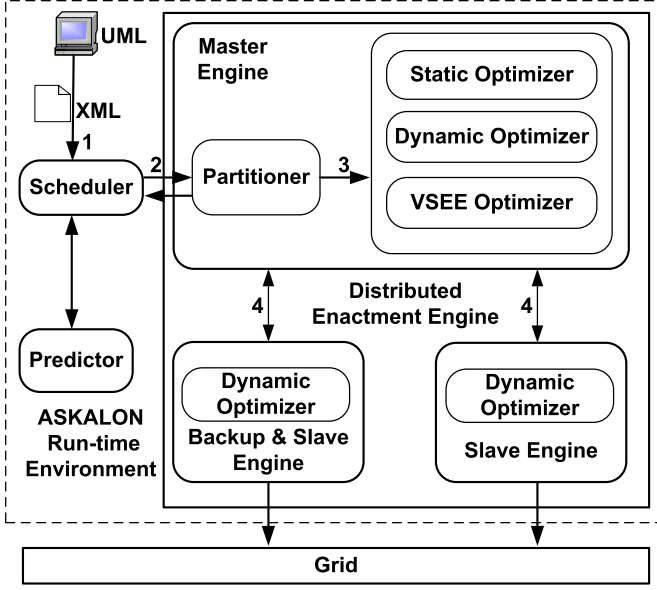 UML
XML
1
Scheduler
2
Master
Engine
Partitioner
3
Static Optimizer
Dynamic Optimizer
VSEE Optimizer
Predictor
ASKALON
Run-time
Environment
4
Distributed
Enactment Engine
4
Dynamic
Optimizer
Backup & Slave
Engine
Dynamic
Optimizer
Slave Engine
Grid